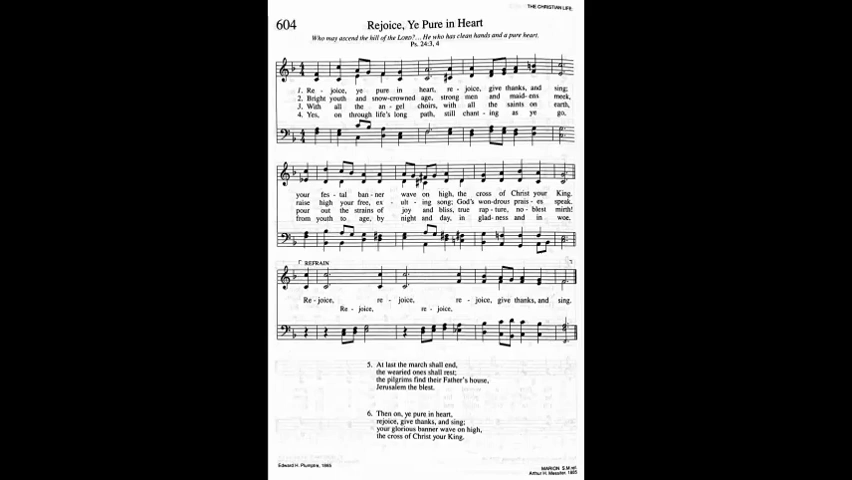 THE CHRISTIAN LIFE
604
Rejoice, Ye Pure in Heart
Who may ascend the hill of the LORD?... He who has clean hands and a pure heart.
Ps. 24:3, 4
1. Re - joice, ye pure in heart, re - joice, give thanks, and sing;
2. Bright youth and snow-crowned age, strong men and maid-ens meek,
3. With all the an-gel choirs, with all the saints on earth,
4. Yes, on through life's long path, still chant-ing as ye go,
your fes-tal ban-ner wave on high, the cross of Christ your King.
raise high your free, ex-ult-ing song; God's won-drous prais-es speak.
pour out the strains of joy and bliss, true rap-ture, no-blest mirth!
from youth to age, by night and day, in glad-ness and in woe.
REFRAIN
Re-joice, re-joice, re-joice, give thanks, and sing.
Re-joice, re-joice,
5. At last the march shall end,
the wearied ones shall rest;
the pilgrims find their Father's house,
Jerusalem the blest.
6. Then on, ye pure in heart,
rejoice, give thanks, and sing;
your glorious banner wave on high,
the cross of Christ your King.
Edward H. Plumptre, 1865
MARION S.M.ref.
Arthur H. Messiter, 1883